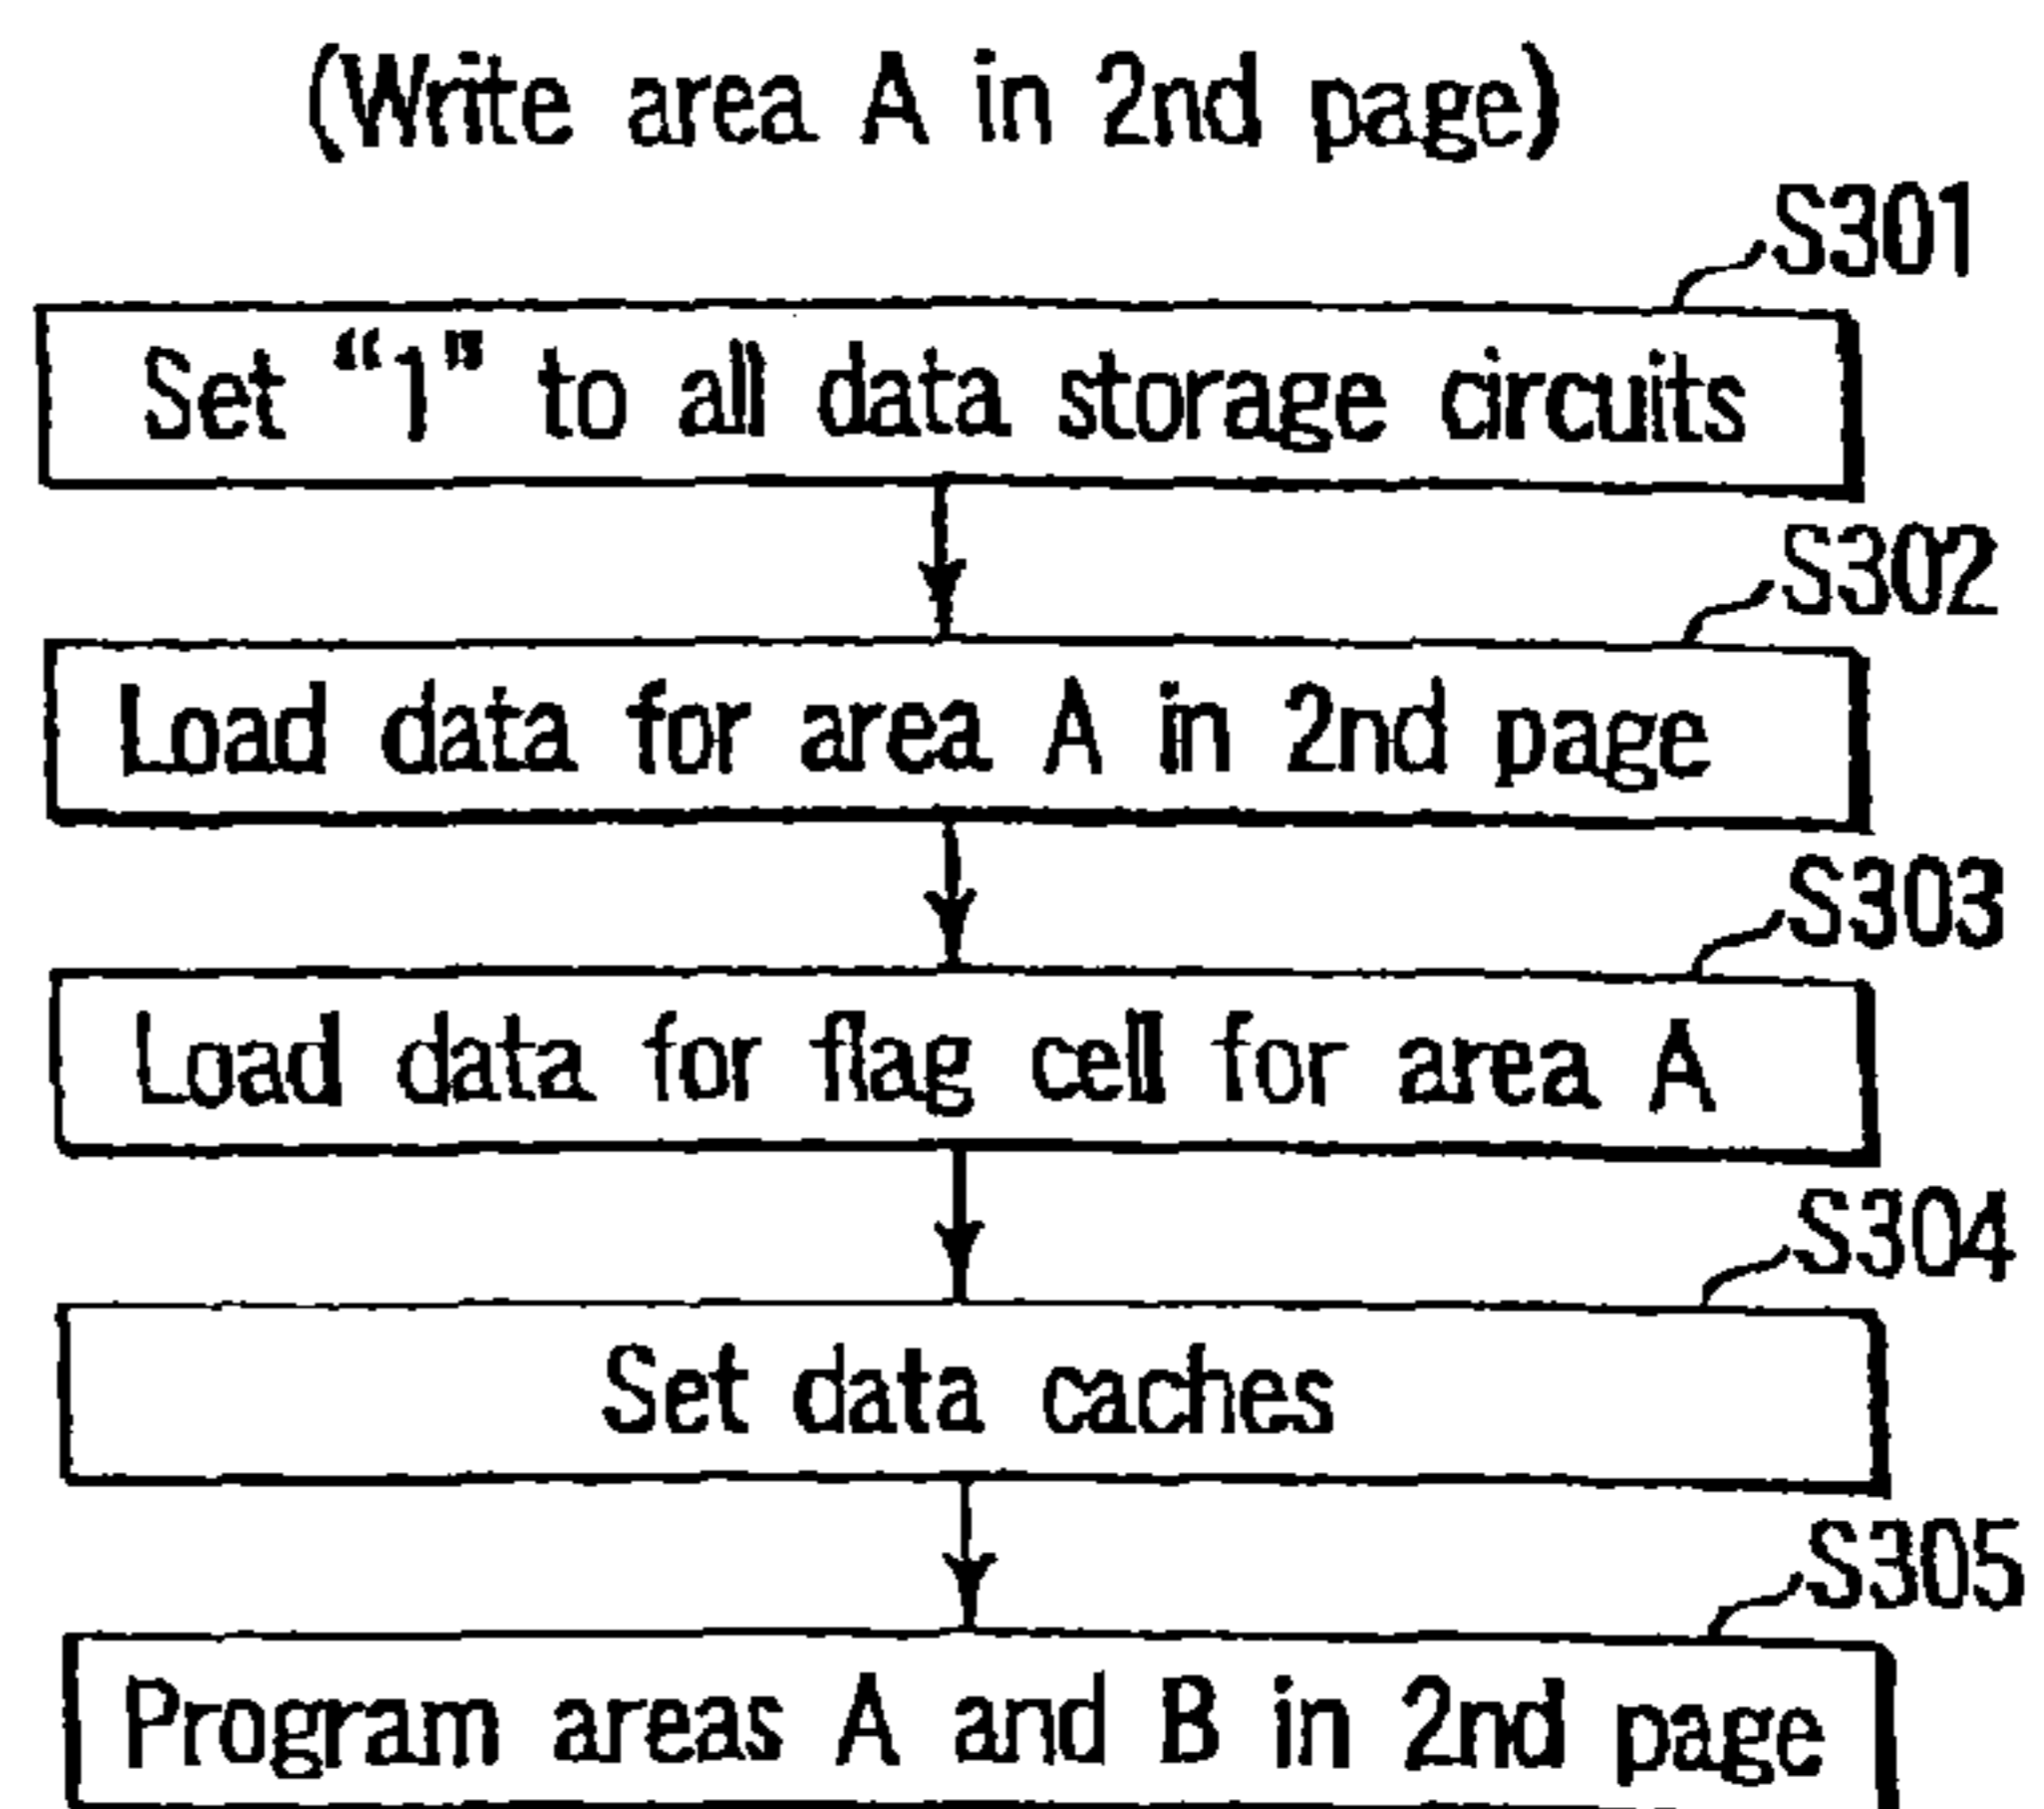 (Write area A in 2nd page)
S301
Set “1” to all data storage circuits
S302
Load data for area A in 2nd page
S303
Load data for flag cell for area A
S304
Set data caches
S305
Program areas A and B in 2nd page